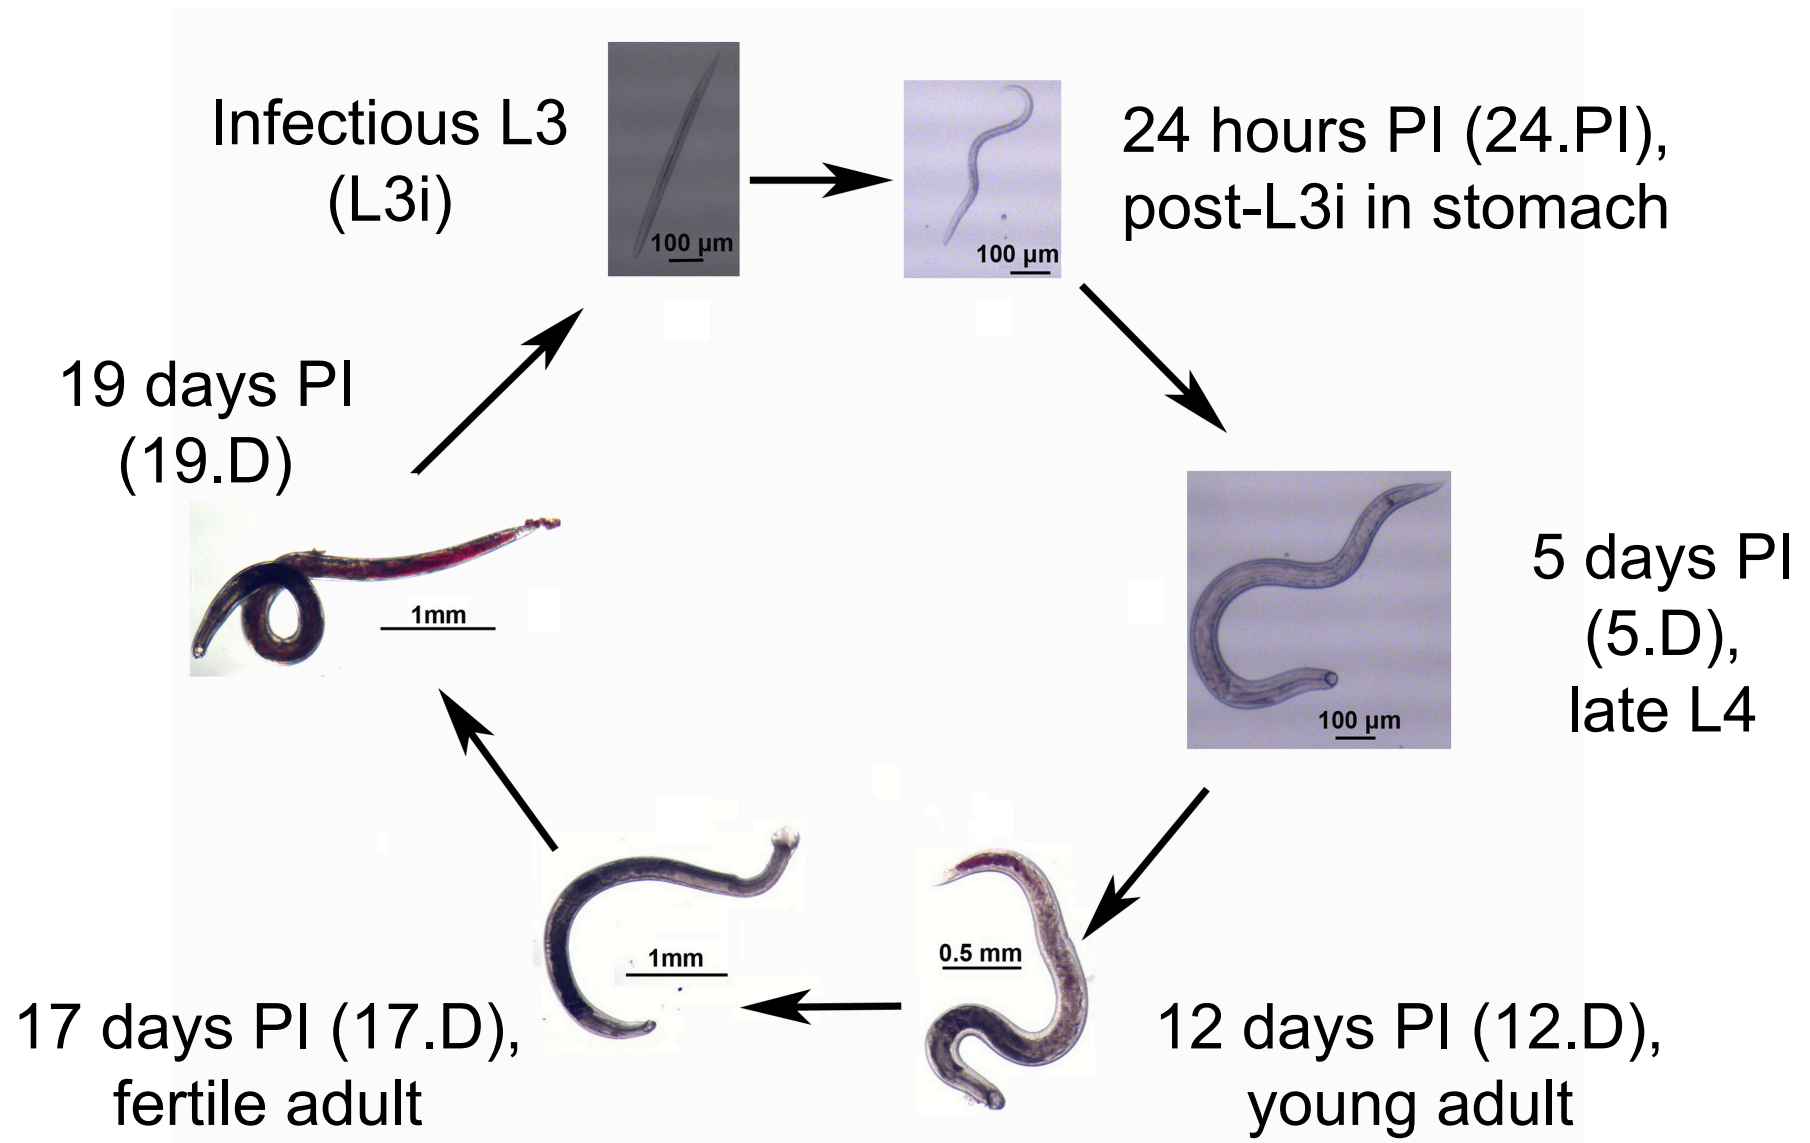 Infectious L3
(L3i)
100 µm
100 µm
24 hours PI (24.PI),
post-L3i in stomach
5 days PI
(5.D),
late L4
100 µm
12 days PI (12.D),
young adult
0.5 mm
17 days PI (17.D),
fertile adult
1mm
19 days PI
(19.D)
1mm